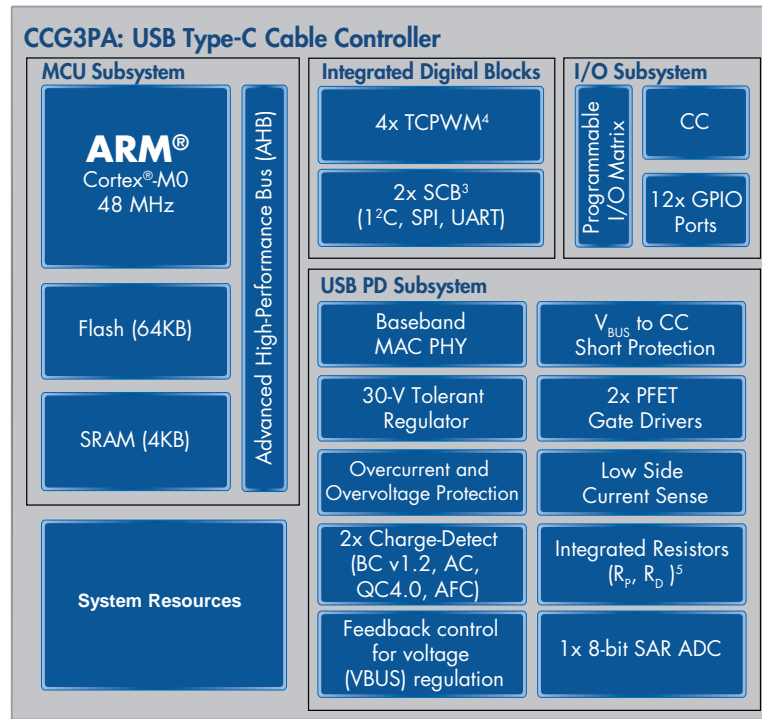 CCG3PA: USB Type-C Cable Controller
MCU Subsystem
ARM®
Cortex®-M0
48 MHz
Flash (64KB)
SRAM (4KB)
Advanced High-Performance Bus (AHB)
System Resources
Integrated Digital Blocks
4x TCPWM⁴
2x SCB³
(1²C, SPI, UART)
I/O Subsystem
Programmable
I/O Matrix
CC
12x GPIO
Ports
USB PD Subsystem
Baseband
MAC PHY
V_BUS to CC
Short Protection
30-V Tolerant
Regulator
2x PFET
Gate Drivers
Overcurrent and
Overvoltage Protection
Low Side
Current Sense
2x Charge-Detect
(BC v1.2, AC,
QC4.0, AFC)
Integrated Resistors
(R_P, R_D )⁵
Feedback control
for voltage
(VBUS) regulation
1x 8-bit SAR ADC